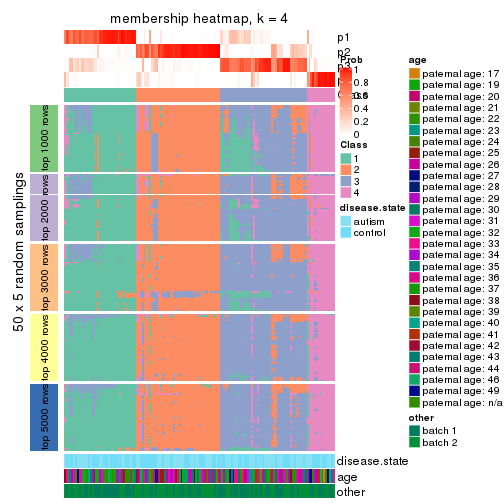 membership heatmap, k = 4
p1
p2
p3
Prob
1
0.8
0.6
0.4
0.2
0
Class
1
2
3
4
disease.state
autism
control
50 x 5 random samplings
top 1000 rows
top 2000 rows
top 3000 rows
top 4000 rows
top 5000 rows
disease.state
age
other
age
paternal age: 17
paternal age: 19
paternal age: 20
paternal age: 21
paternal age: 22
paternal age: 23
paternal age: 24
paternal age: 25
paternal age: 26
paternal age: 27
paternal age: 28
paternal age: 29
paternal age: 30
paternal age: 31
paternal age: 32
paternal age: 33
paternal age: 34
paternal age: 35
paternal age: 36
paternal age: 37
paternal age: 38
paternal age: 39
paternal age: 40
paternal age: 41
paternal age: 42
paternal age: 43
paternal age: 44
paternal age: 46
paternal age: 49
paternal age: n/a
other
batch 1
batch 2